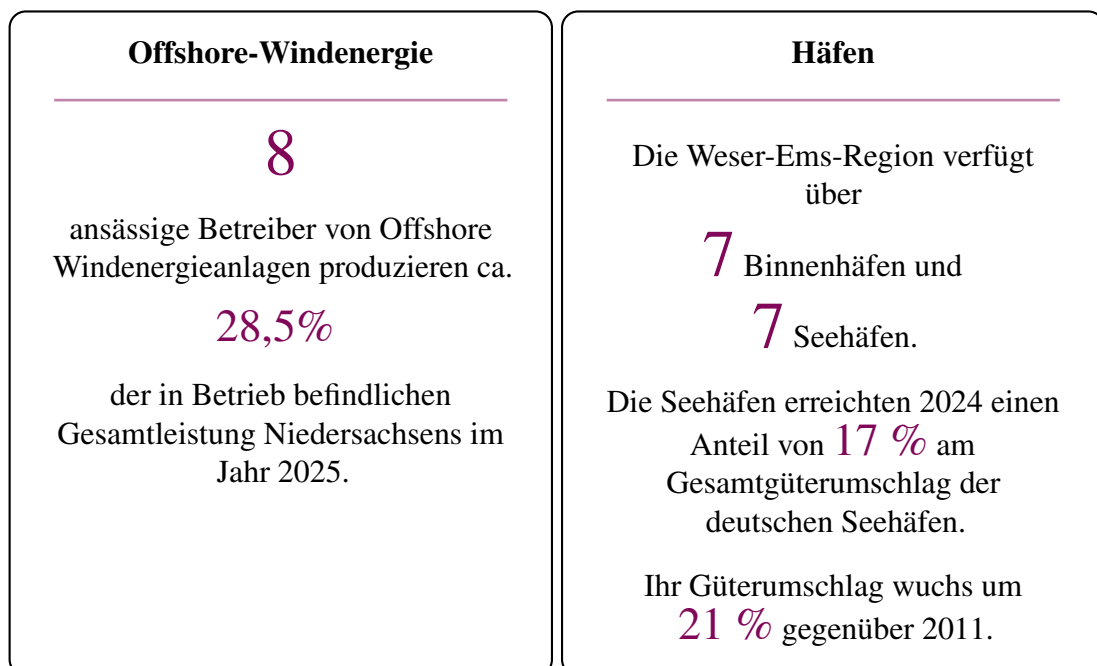 Offshore-Windenergie
8
ansässige Betreiber von Offshore
Windenergieanlagen produzieren ca.
28,5%
der in Betrieb befindlichen
Gesamtleistung Niedersachsens im
Jahr 2025.
Häfen
Die Weser-Ems-Region verfügt
über
7 Binnenhäfen und
7 Seehäfen.
Die Seehäfen erreichten 2024 einen
Anteil von 17 % am
Gesamtgüterumschlag der
deutschen Seehäfen.
Ihr Güterumschlag wuchs um
21 % gegenüber 2011.